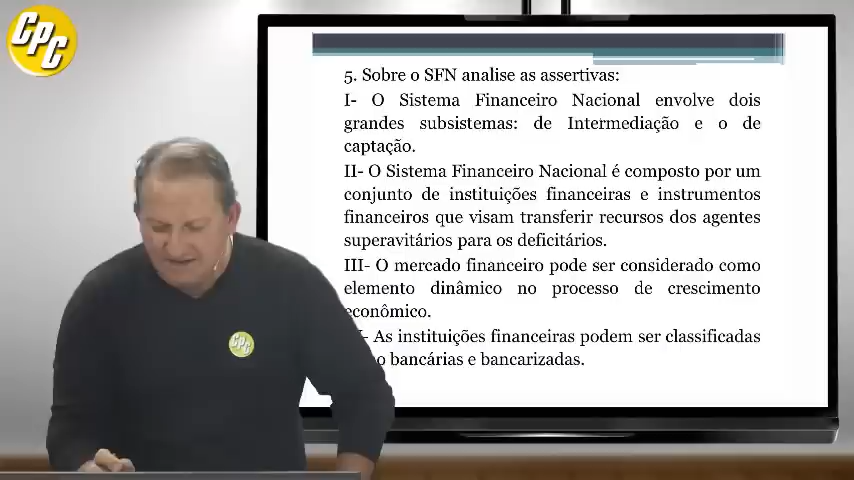 CPC
5. Sobre o SFN analise as assertivas:
I- O Sistema Financeiro Nacional envolve dois
grandes subsistemas: de Intermediação e o de
captação.
II- O Sistema Financeiro Nacional é composto por um
conjunto de instituições financeiras e instrumentos
financeiros que visam transferir recursos dos agentes
superavitários para os deficitários.
III- O mercado financeiro pode ser considerado como
elemento dinâmico no processo de crescimento
econômico.
As instituições financeiras podem ser classificadas
bancárias e bancarizadas.
CPC